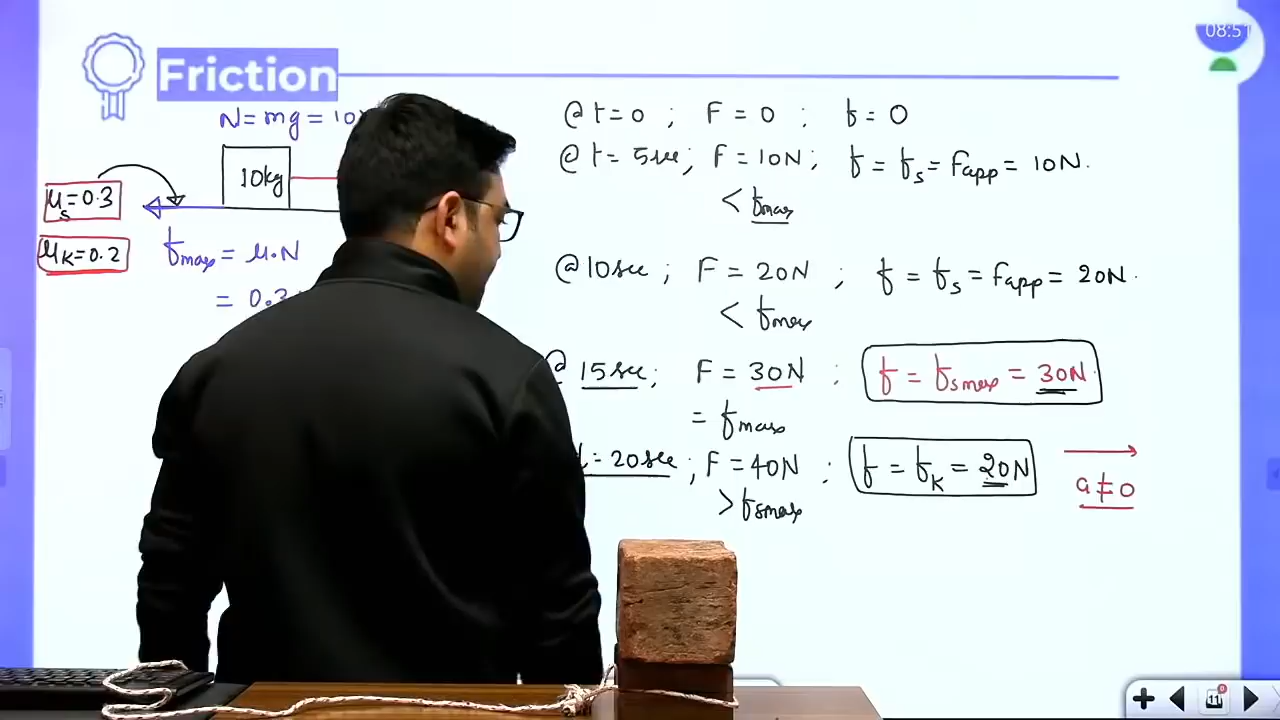 08:51
Friction
N = mg = 10
10kg
μs = 0.3
μK = 0.2
fmax = μ·N
= 0.3
@ t = 0 ; F = 0 ; f = 0
@ t = 5sec ; F = 10N ; f = fs = Fapp = 10N.
< fmax
@ 10sec ; F = 20N ; f = fs = Fapp = 20N.
< fmax
@ 15sec ; F = 30N ; f = fsmax = 30N.
= fmax
t = 20sec ; F = 40N ; f = fK = 20N
> fsmax
a ≠ 0
11